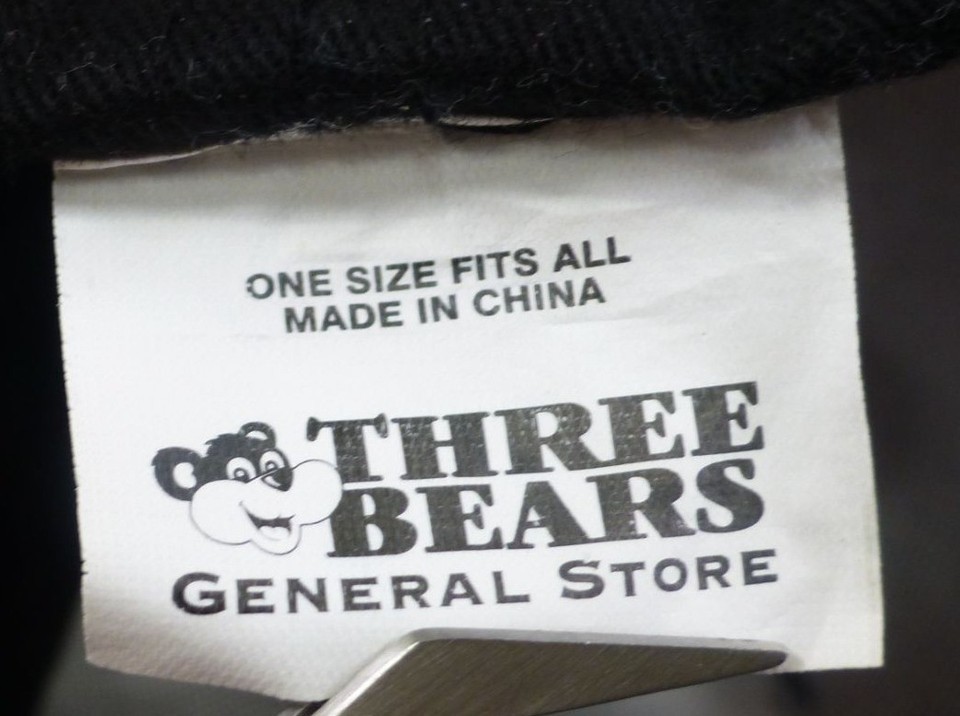 ONE SIZE FITS ALL
MADE IN CHINA
THREE
BEARS
GENERAL STORE